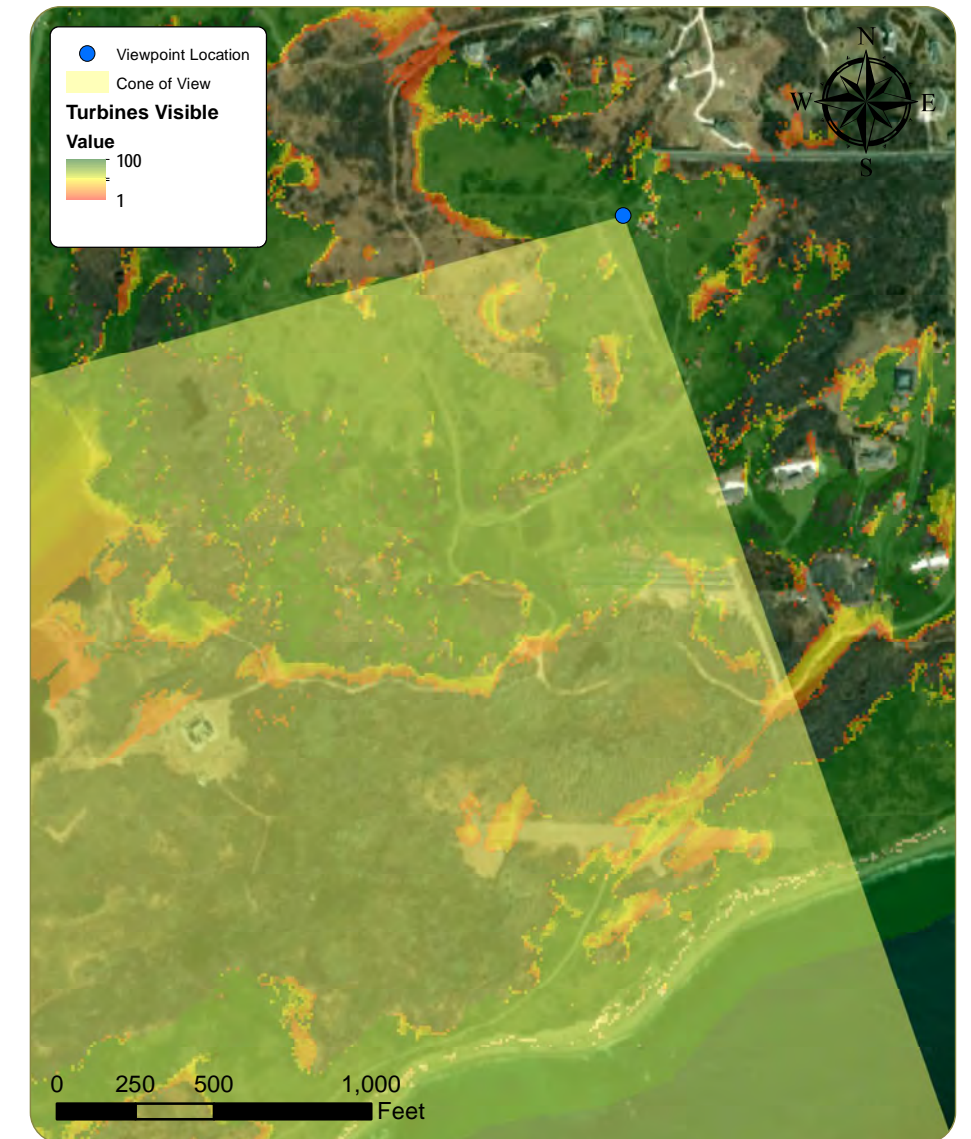 Viewpoint Location
Cone of View
Turbines Visible
Value
100
1
N
W
E
S
0 250 500 1,000
Feet